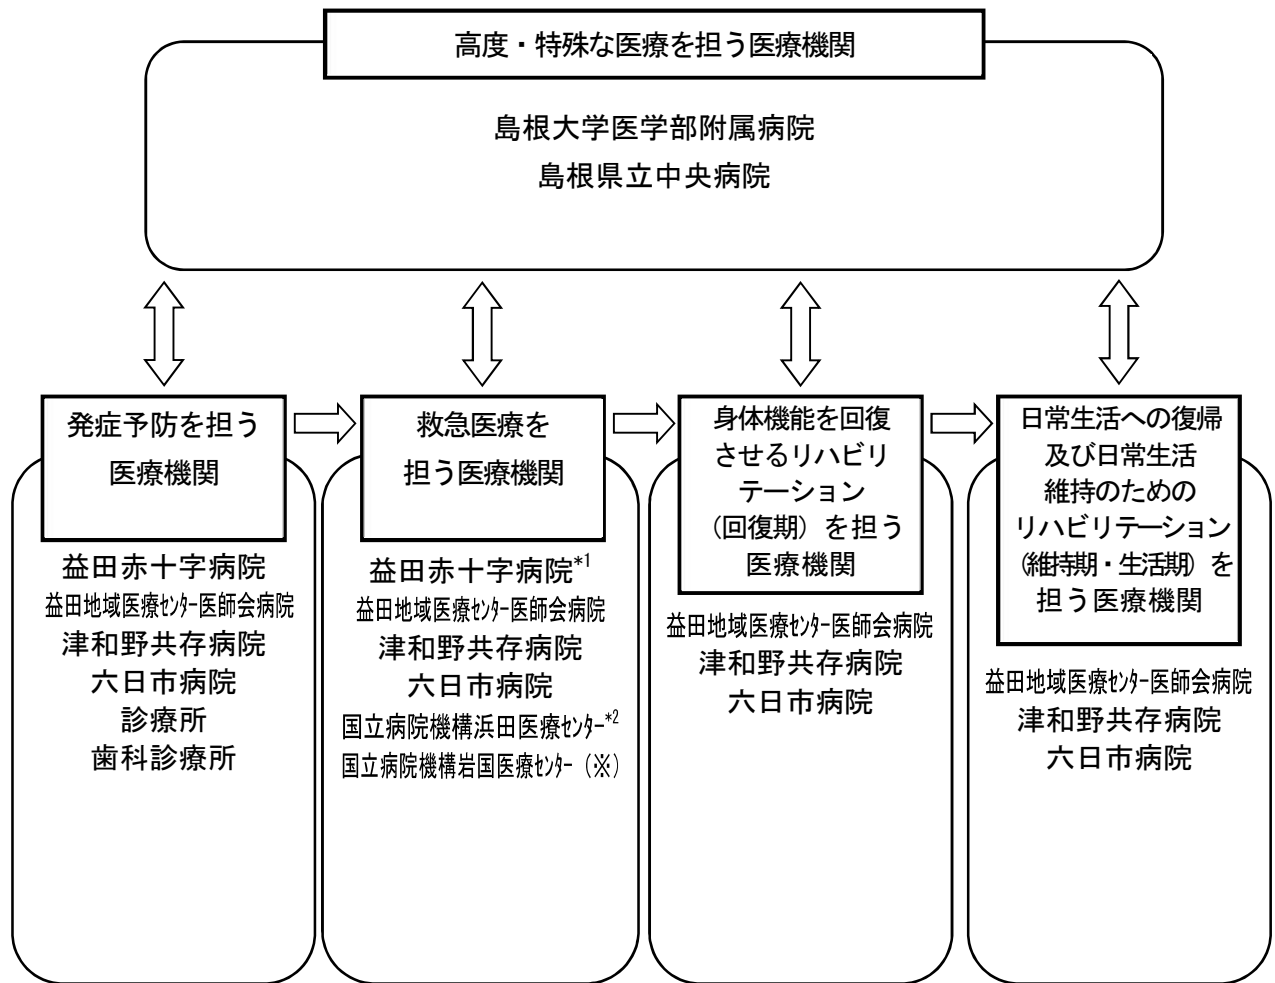 高度・特殊な医療を担う医療機関
島根大学医学部附属病院
島根県立中央病院
発症予防を担う
医療機関
益田赤十字病院
益田地域医療ｾﾝﾀｰ医師会病院
津和野共存病院
六日市病院
診療所
歯科診療所
救急医療を
担う医療機関
益田赤十字病院*1
益田地域医療ｾﾝﾀｰ医師会病院
津和野共存病院
六日市病院
国立病院機構浜田医療ｾﾝﾀｰ*2
国立病院機構岩国医療ｾﾝﾀｰ（※）
身体機能を回復
させるリハビリ
テーション
（回復期）を担う
医療機関
益田地域医療ｾﾝﾀｰ医師会病院
津和野共存病院
六日市病院
日常生活への復帰
及び日常生活
維持のための
リハビリテーション
（維持期・生活期）を
担う医療機関
益田地域医療ｾﾝﾀｰ医師会病院
津和野共存病院
六日市病院